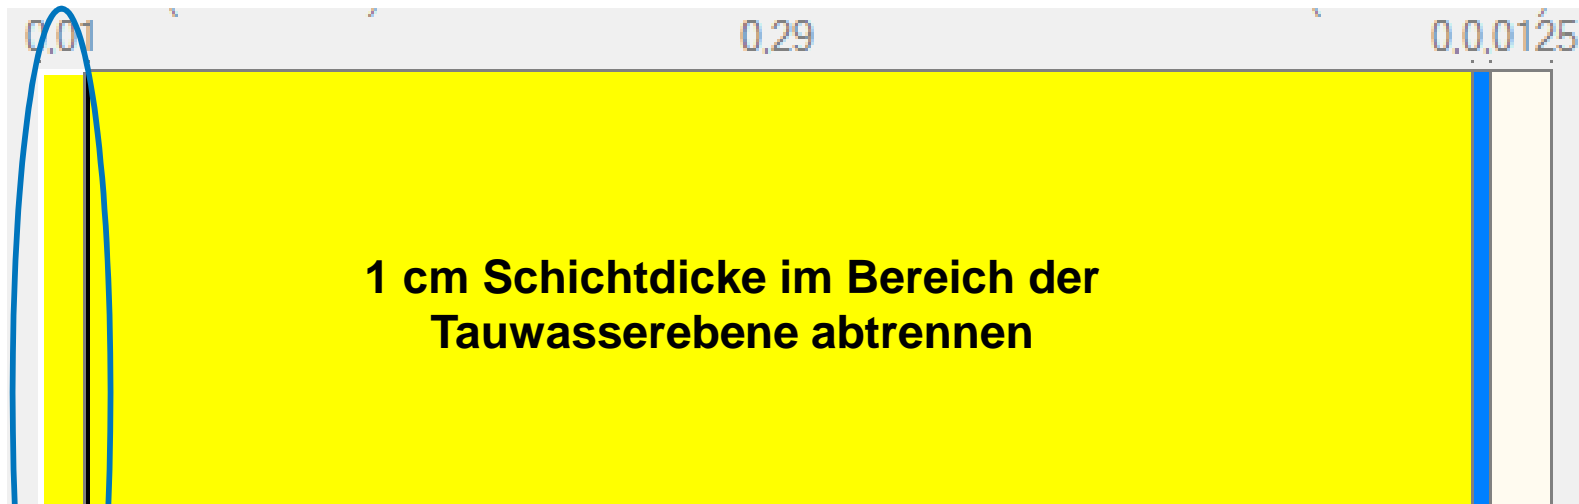 0,01 0,29 0,0,0125
1 cm Schichtdicke im Bereich der
Tauwasserebene abtrennen